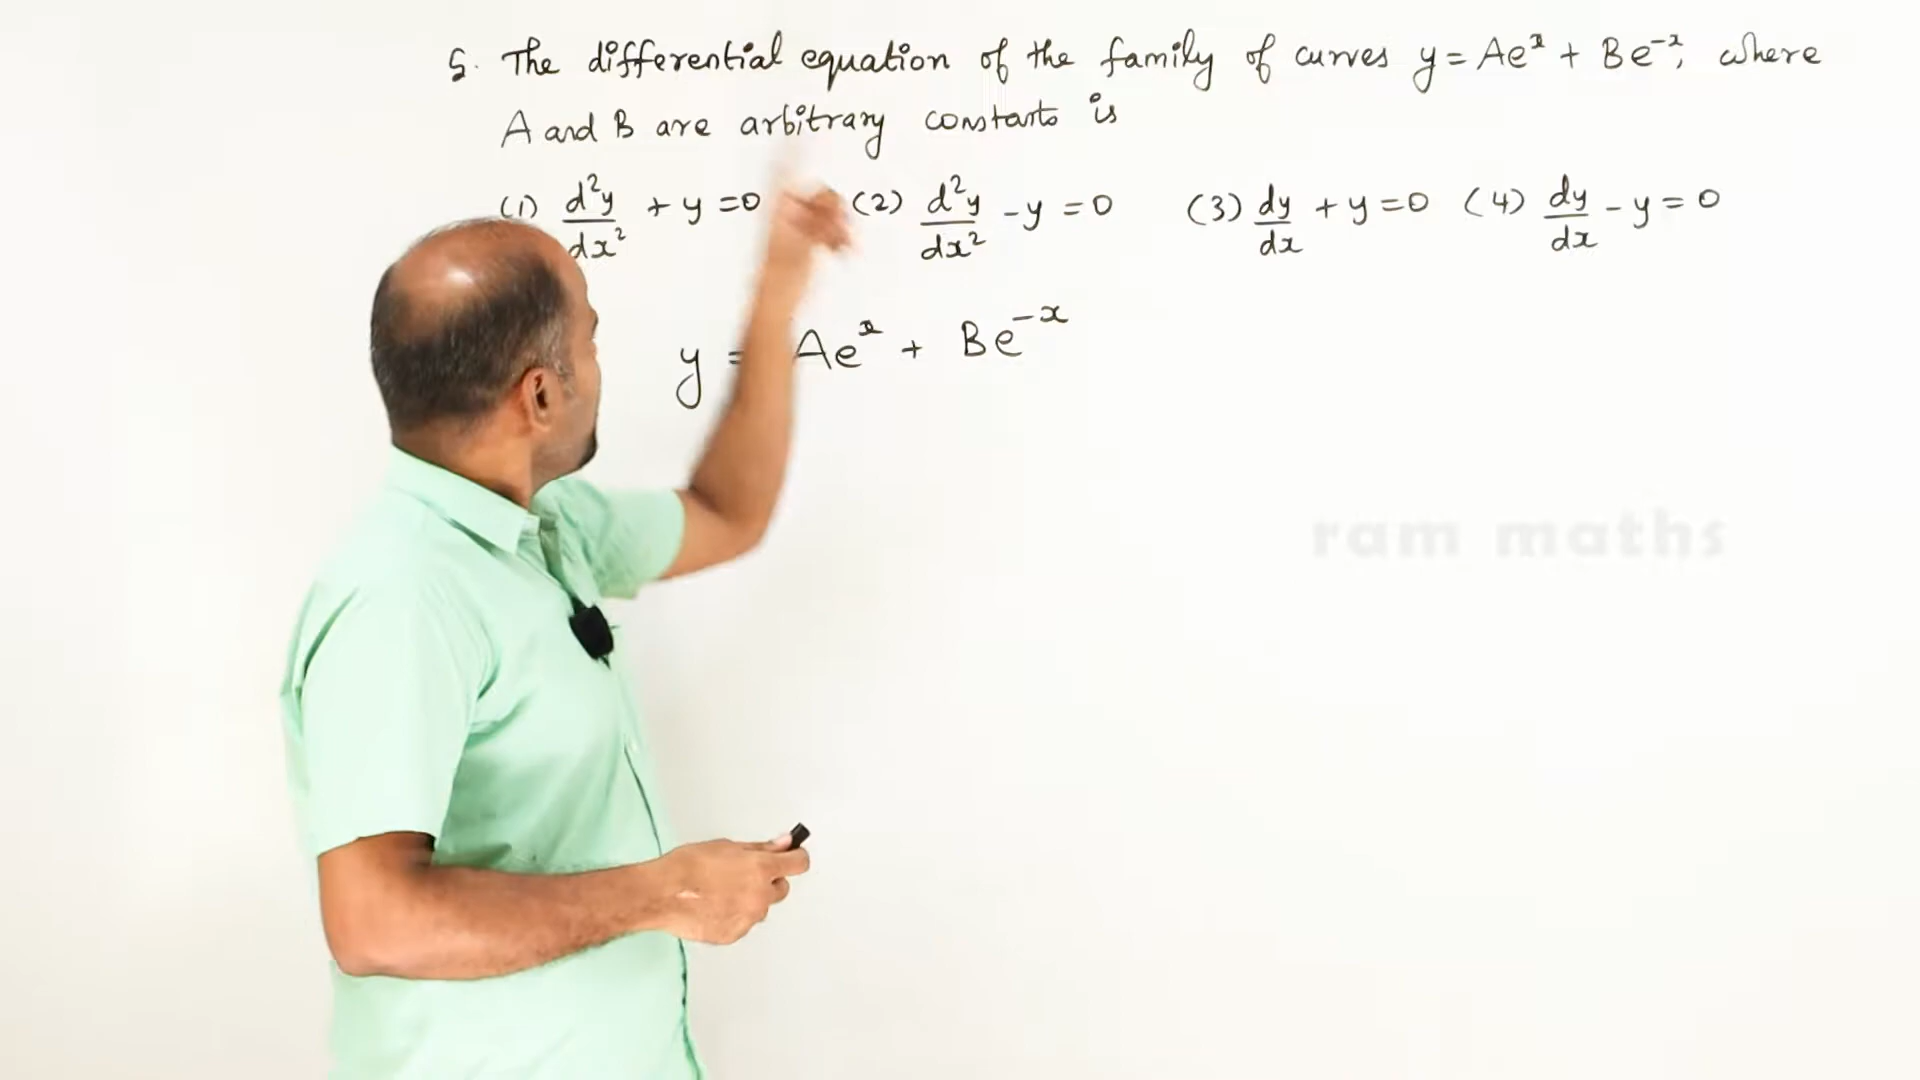 5. The differential equation of the family of curves y = Ae^x + Be^-x, where
A and B are arbitrary constants is
(1) d²y/dx² + y = 0 (2) d²y/dx² - y = 0 (3) dy/dx + y = 0 (4) dy/dx - y = 0
y = Ae^x + Be^-x
ram maths